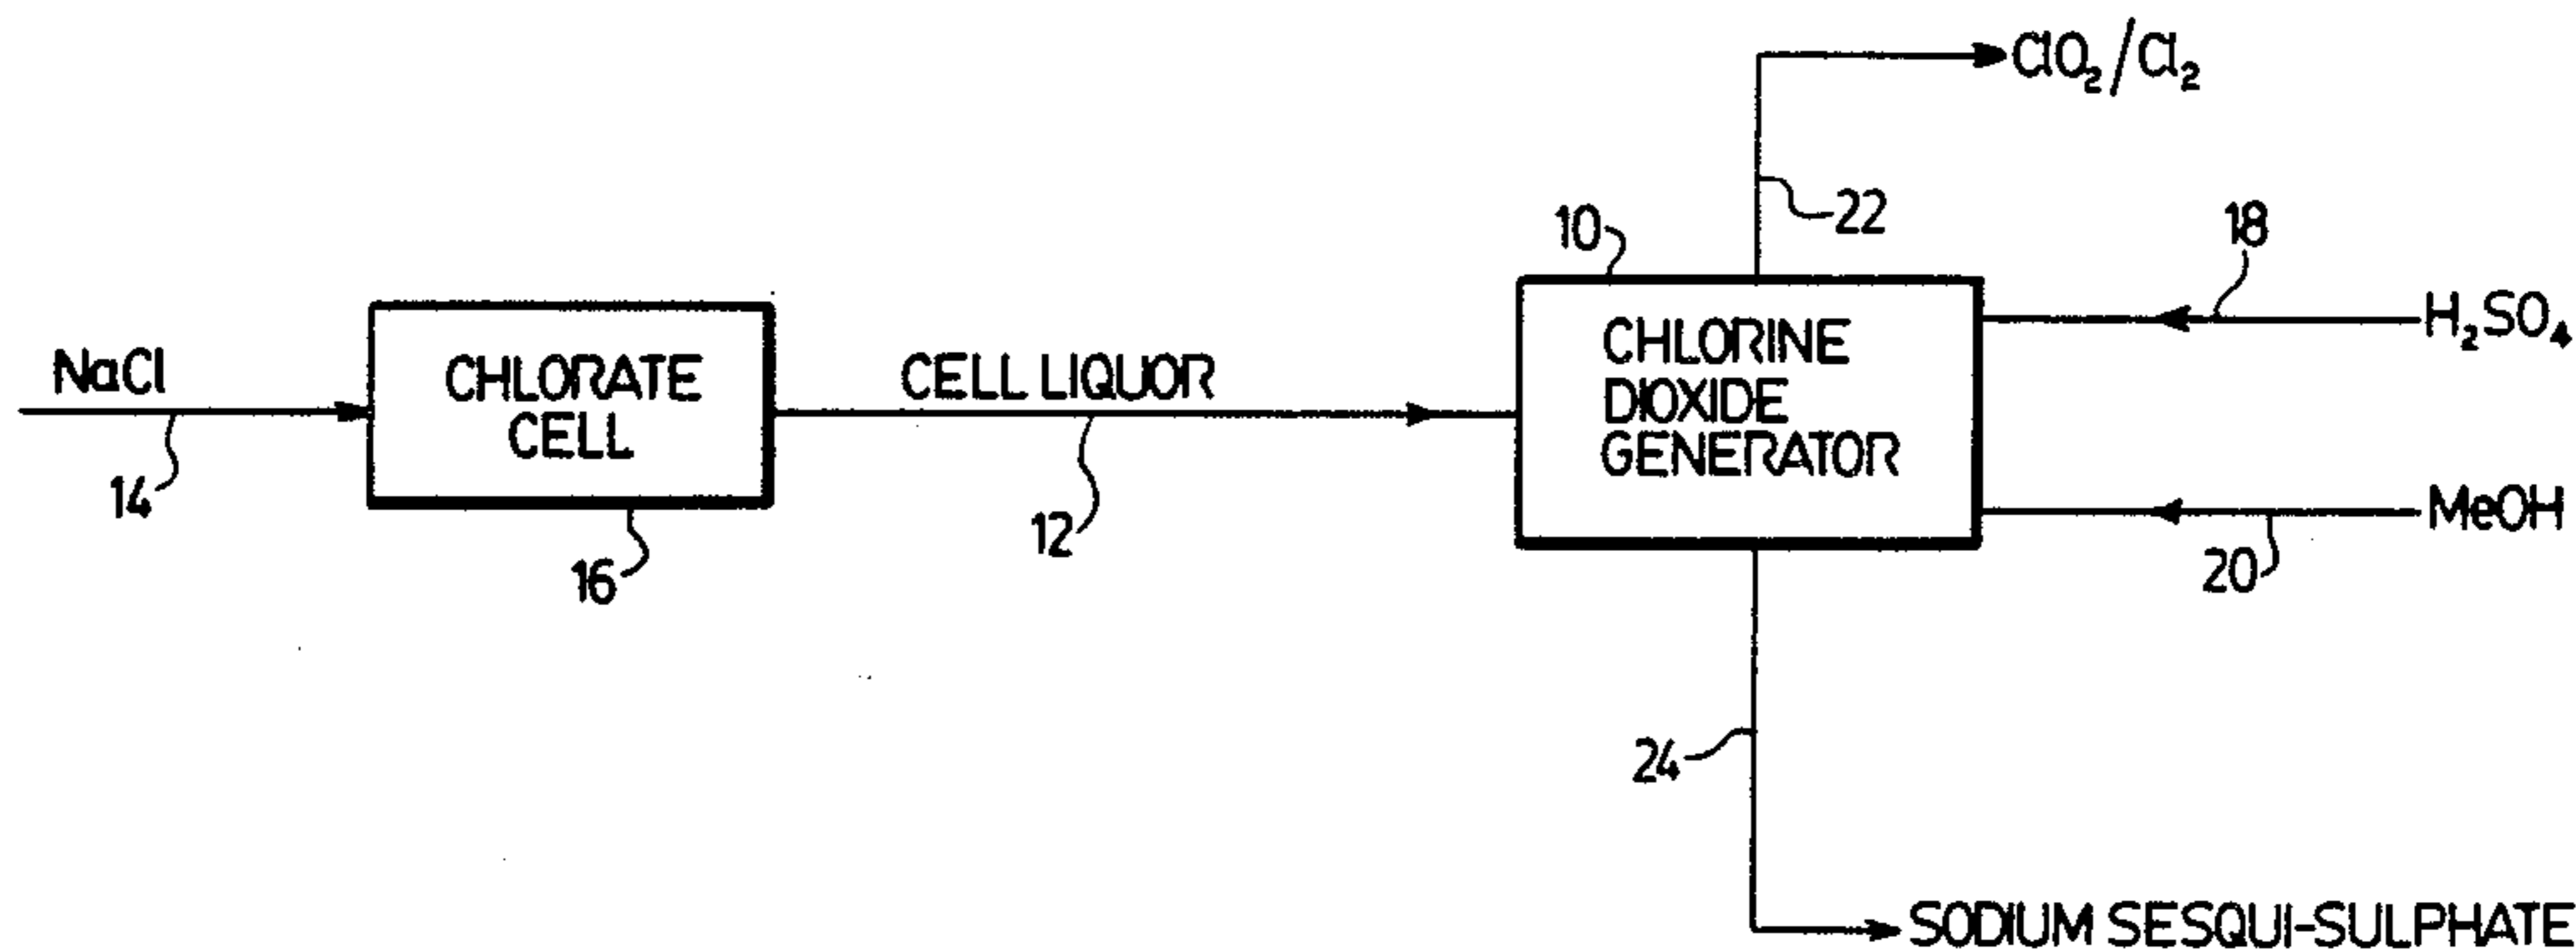 ClO₂/Cl₂
22
10
18
H₂SO₄
NaCl
CHLORATE
CELL
CELL LIQUOR
CHLORINE
DIOXIDE
GENERATOR
14
16
12
MeOH
20
24
SODIUM SESQUI-SULPHATE